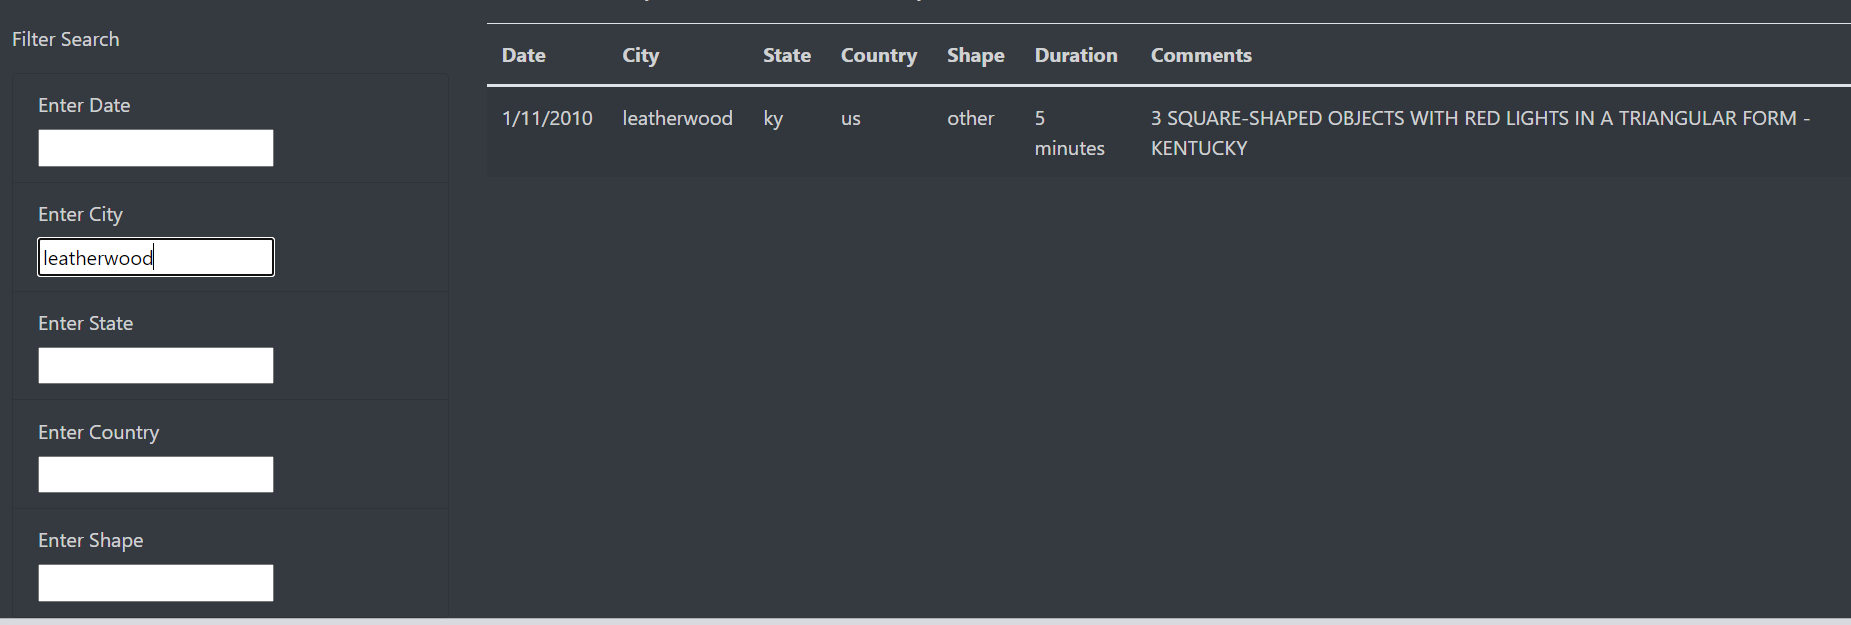 Filter Search
Enter Date
Enter City
leatherwood
Enter State
Enter Country
Enter Shape
Date City State Country Shape Duration Comments
1/11/2010 leatherwood ky us other 5 3 SQUARE-SHAPED OBJECTS WITH RED LIGHTS IN A TRIANGULAR FORM -
minutes KENTUCKY